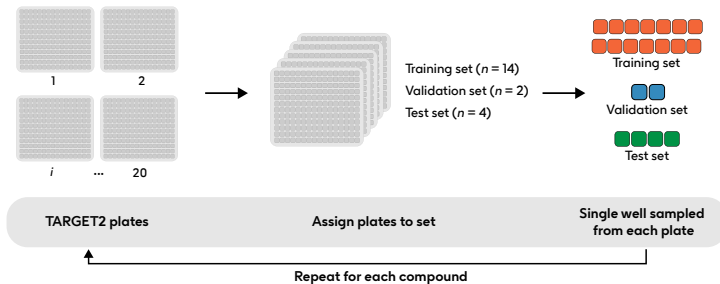 1
2
i
...
20
Training set (n = 14)
Validation set (n = 2)
Test set (n = 4)
Training set
Validation set
Test set
TARGET2 plates
Assign plates to set
Single well sampled
from each plate
Repeat for each compound